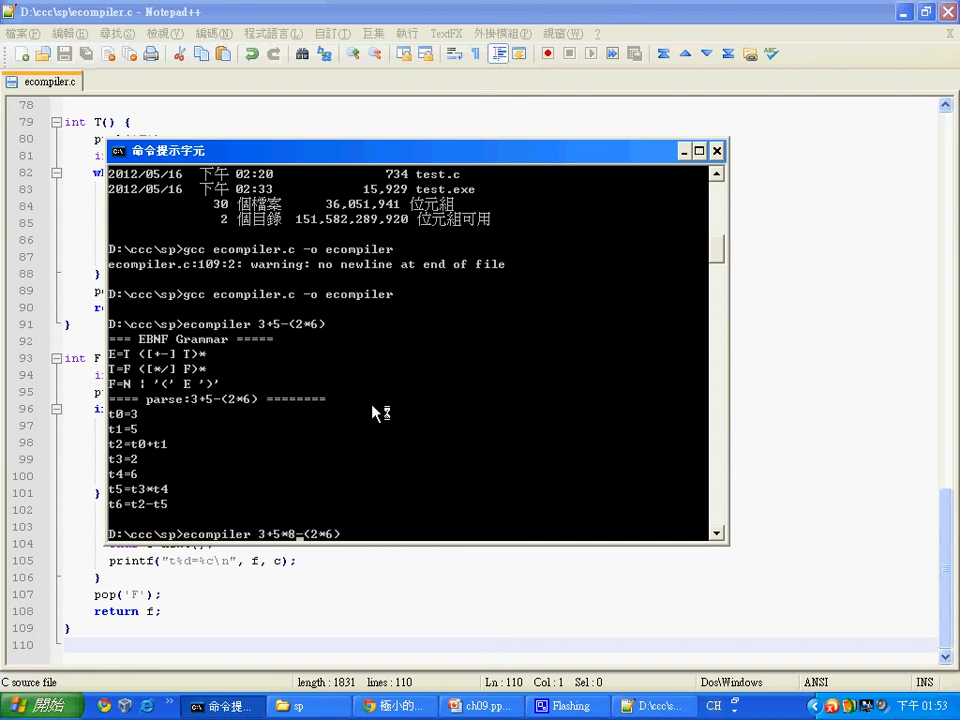 D:\ccc\sp\ecompiler.c - Notepad++
檔案(F) 編輯(E) 尋找(S) 檢視(V) 編碼(N) 程式語言(L) 自訂(T) 巨集 執行 TextFX 外掛模組(P) 視窗(W) ? X
ecompiler.c
78
79 int T() {
80
81
82
83
84
85
86
87
88 }
89
90
91 }
92
93 int F
94
95
96
97
98
99
100
101 }
102
103
104
105 printf("t%d=%c\n", f, c);
106 }
107 pop('F');
108 return f;
109 }
110
命令提示字元
2012/05/16 下午 02:20 734 test.c
2012/05/16 下午 02:33 15,929 test.exe
30 個檔案 36,051,941 位元組
2 個目錄 151,582,289,920 位元組可用
D:\ccc\sp>gcc ecompiler.c -o ecompiler
ecompiler.c:109:2: warning: no newline at end of file
D:\ccc\sp>gcc ecompiler.c -o ecompiler
D:\ccc\sp>ecompiler 3+5-(2*6)
=== EBNF Grammar =====
E=T ([+-] T)*
T=F ([*/] F)*
F=N | '(' E ')'
==== parse:3+5-(2*6) ========
t0=3
t1=5
t2=t0+t1
t3=2
t4=6
t5=t3*t4
t6=t2-t5
D:\ccc\sp>ecompiler 3+5*8-(2*6)
C source file length : 1831 lines : 110 Ln : 110 Col : 1 Sel : 0 Dos\Windows ANSI INS
開始 命令提... sp 極小的... ch09.pp... Flashing D:\ccc\s... CH 下午 01:53